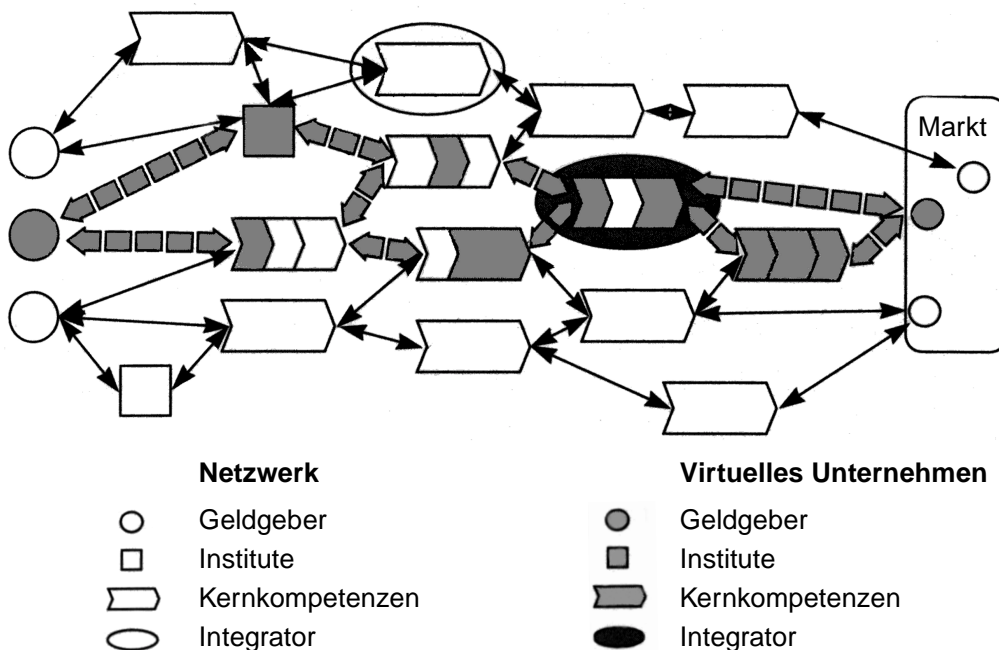 Markt
Netzwerk
Geldgeber
Institute
Kernkompetenzen
Integrator
Virtuelles Unternehmen
Geldgeber
Institute
Kernkompetenzen
Integrator